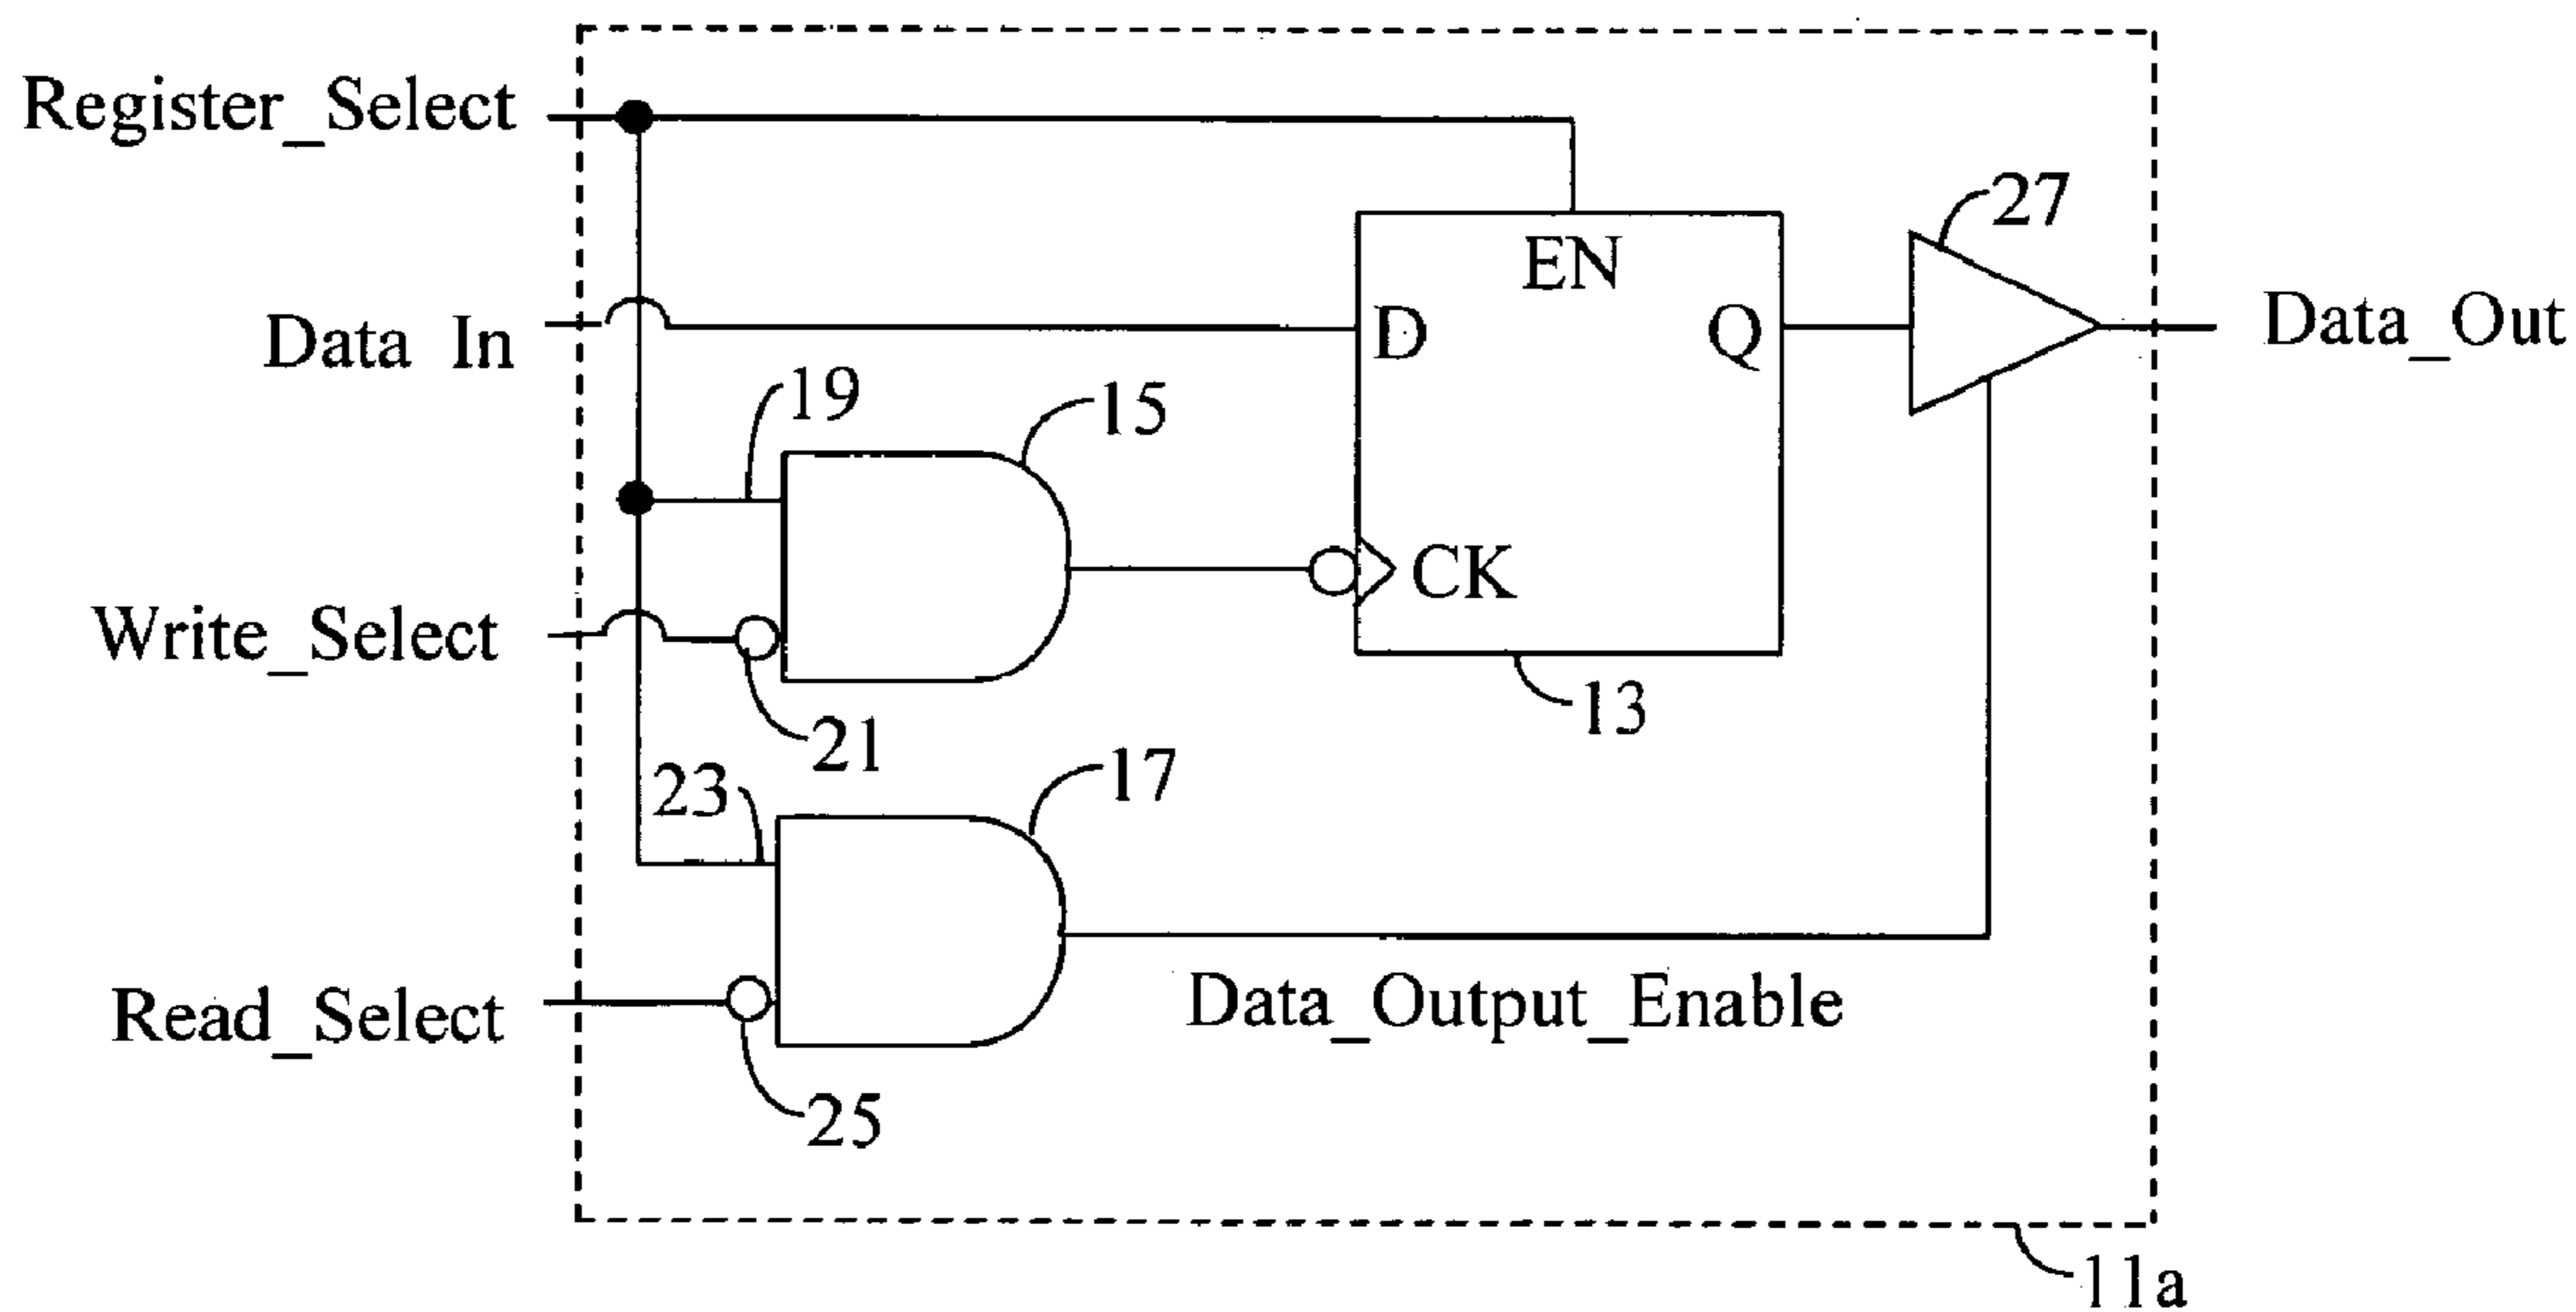 Register_Select
27
EN
Data In
D
Q
Data_Out
19
15
CK
Write_Select
21
13
23
17
Read_Select
Data_Output_Enable
25
11a